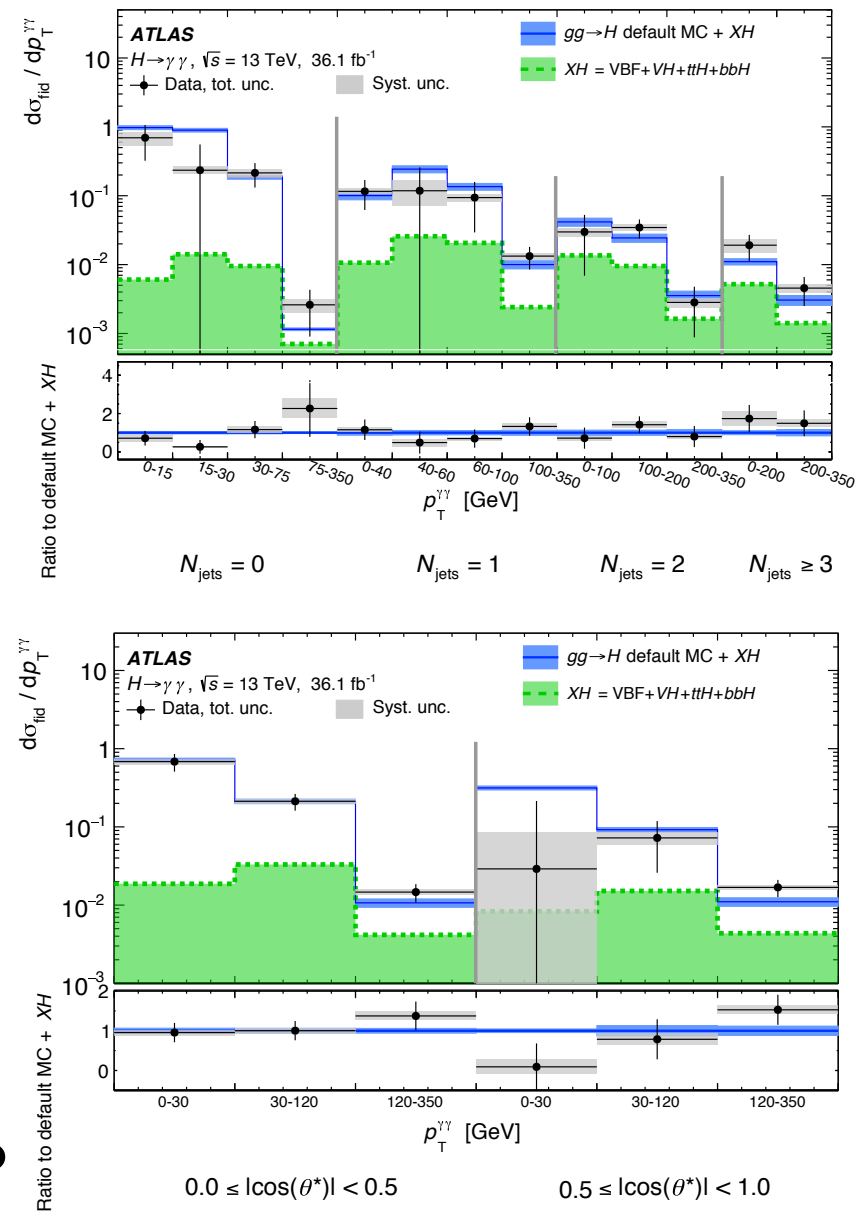 dσ_fid / dp_T^γγ
10
1
10⁻¹
10⁻²
10⁻³
ATLAS
H→γγ, √s = 13 TeV, 36.1 fb⁻¹
Data, tot. unc.
Syst. unc.
gg→H default MC + XH
XH = VBF+VH+ttH+bbH
Ratio to default MC + XH
4
2
0
0-15 15-30 30-75 75-350 0-40 40-60 60-100 100-350 0-100 100-200 200-350 0-200 200-350
p_T^γγ [GeV]
N_jets = 0 N_jets = 1 N_jets = 2 N_jets ≥ 3
dσ_fid / dp_T^γγ
10
1
10⁻¹
10⁻²
10⁻³
ATLAS
H→γγ, √s = 13 TeV, 36.1 fb⁻¹
Data, tot. unc.
Syst. unc.
gg→H default MC + XH
XH = VBF+VH+ttH+bbH
Ratio to default MC + XH
2
1
0
0-30 30-120 120-350 0-30 30-120 120-350
p_T^γγ [GeV]
0.0 ≤ |cos(θ*)| < 0.5 0.5 ≤ |cos(θ*)| < 1.0